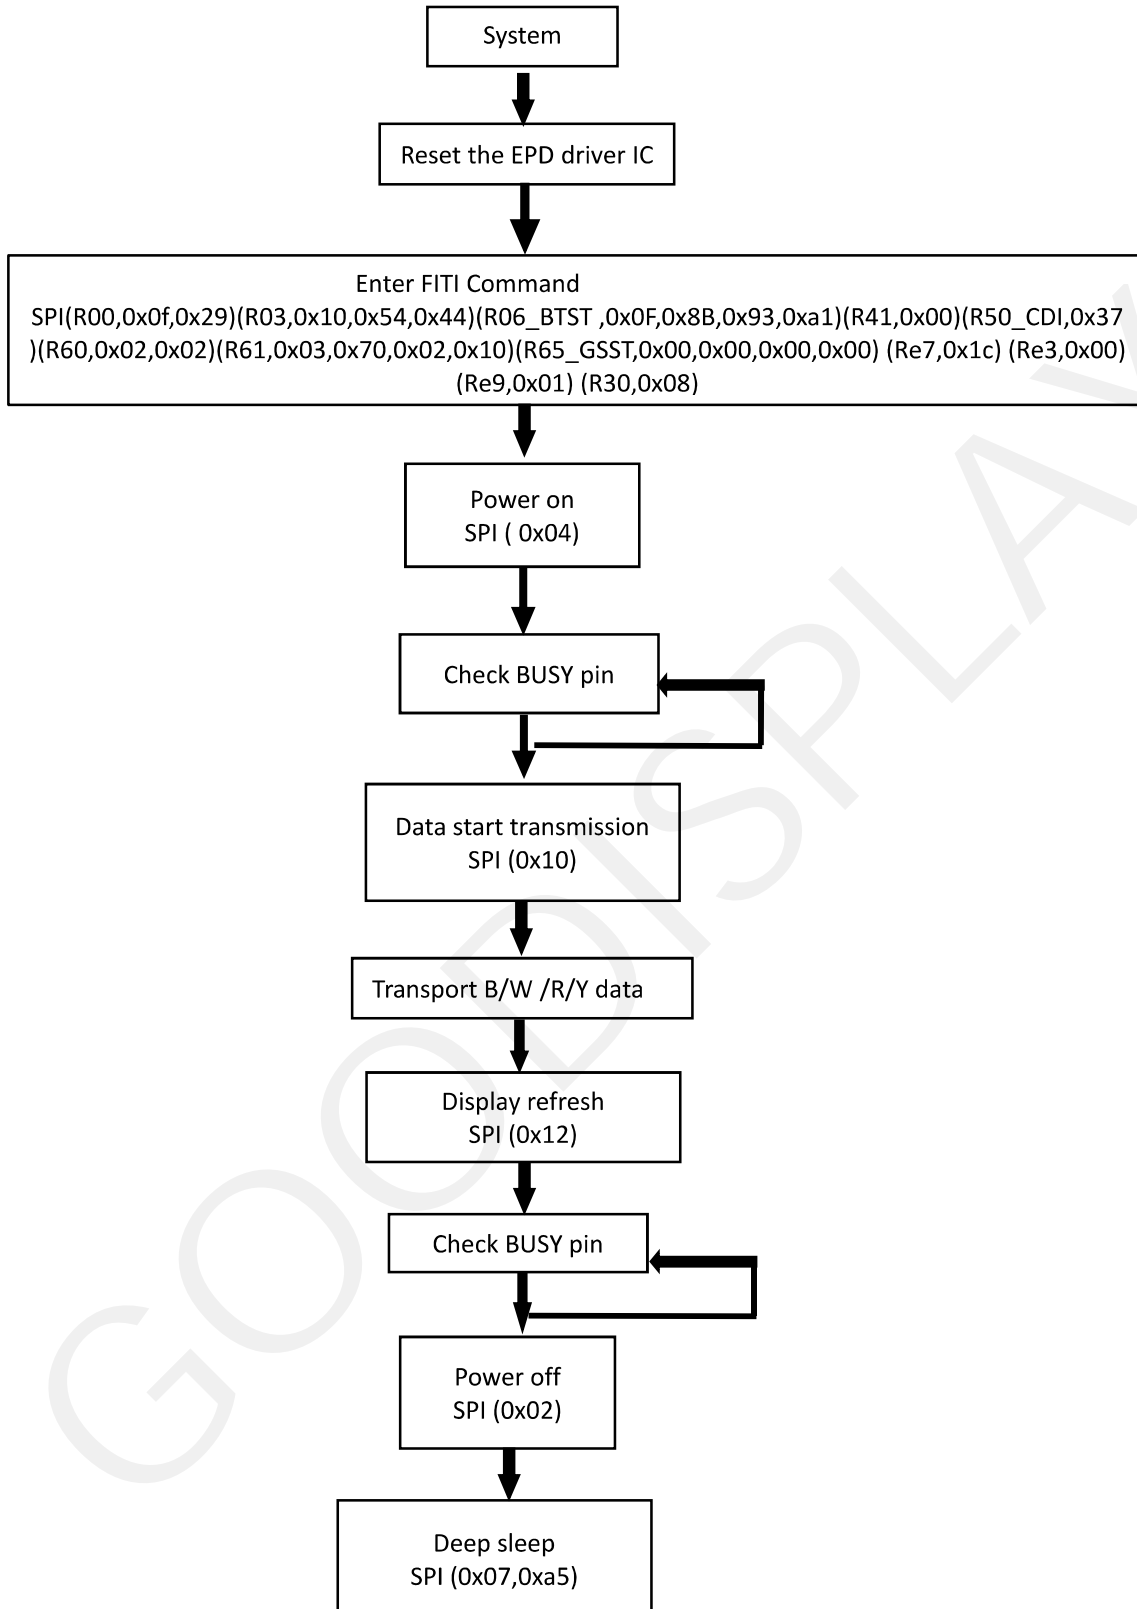 System
Reset the EPD driver IC
Enter FITI Command
SPI(R00,0x0f,0x29)(R03,0x10,0x54,0x44)(R06_BTST ,0x0F,0x8B,0x93,0xa1)(R41,0x00)(R50_CDI,0x37
)(R60,0x02,0x02)(R61,0x03,0x70,0x02,0x10)(R65_GSST,0x00,0x00,0x00,0x00) (Re7,0x1c) (Re3,0x00)
(Re9,0x01) (R30,0x08)
Power on
SPI ( 0x04)
Check BUSY pin
Data start transmission
SPI (0x10)
Transport B/W /R/Y data
Display refresh
SPI (0x12)
Check BUSY pin
Power off
SPI (0x02)
Deep sleep
SPI (0x07,0xa5)
GOODISPLAY